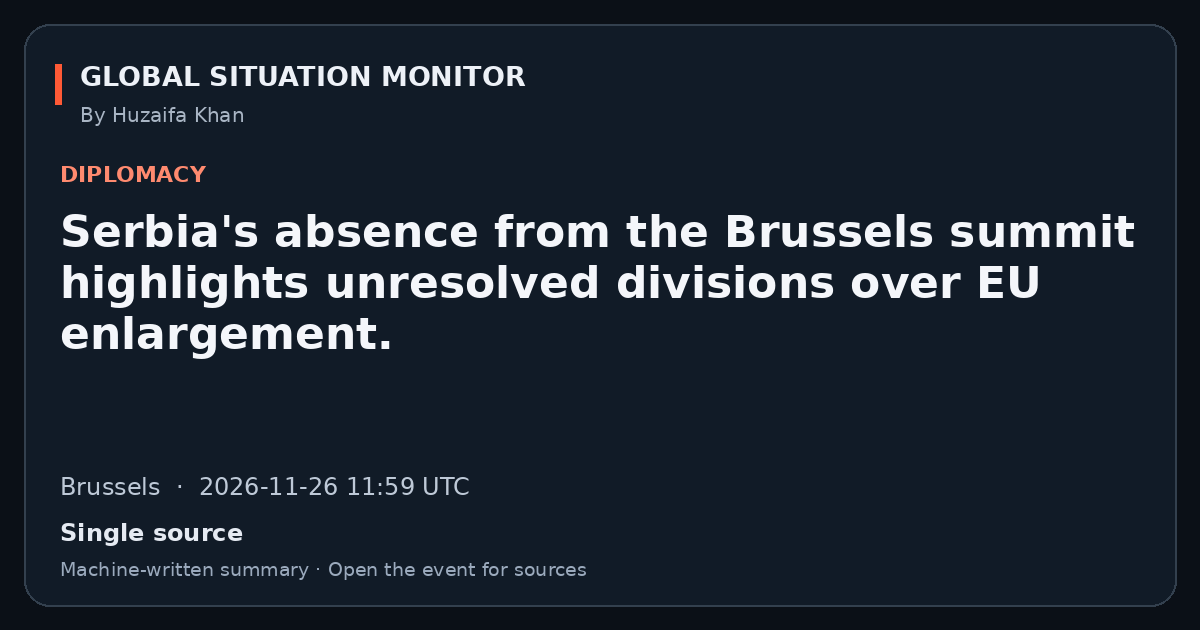 GLOBAL SITUATION MONITOR
By Huzaifa Khan
DIPLOMACY
Serbia's absence from the Brussels summit
highlights unresolved divisions over EU
enlargement.
Brussels · 2026-11-26 11:59 UTC
Single source
Machine-written summary · Open the event for sources